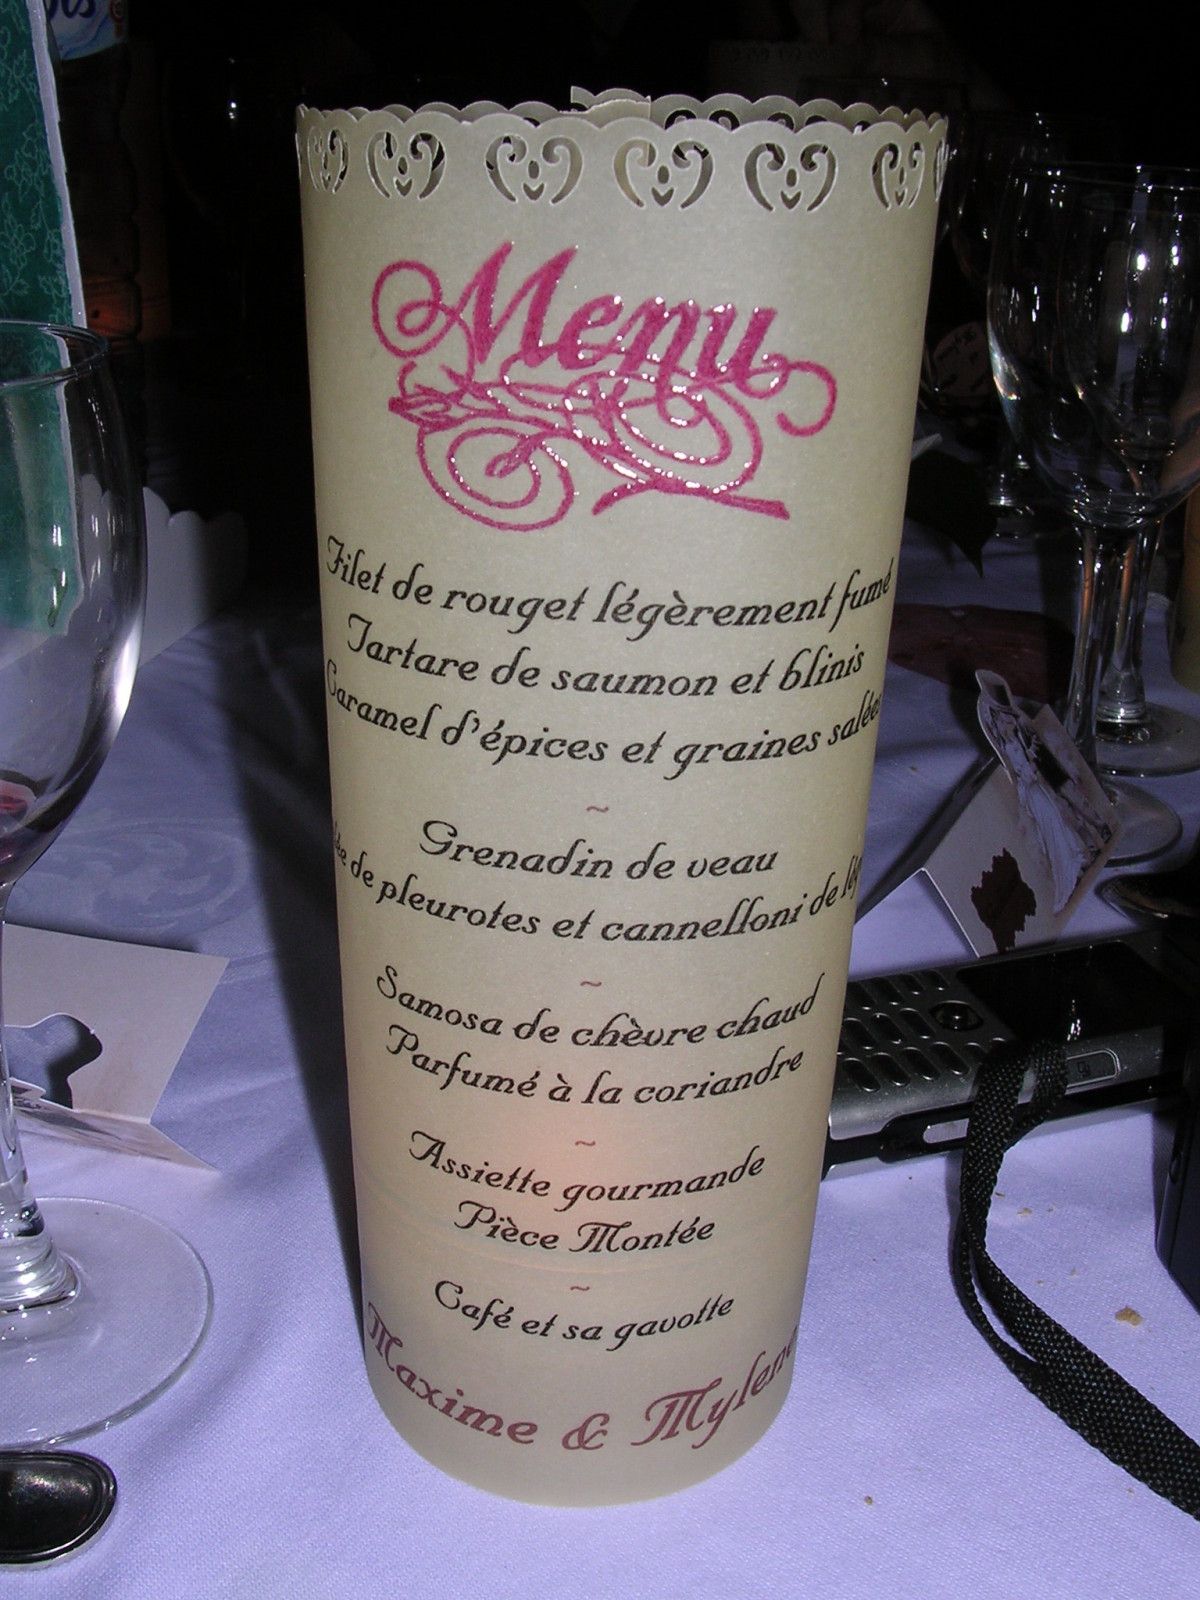 Menu
Filet de rouget légèrement fumé
Tartare de saumon et blinis
Caramel d'épices et graines salées
~
Grenadin de veau
de pleurotes et cannelloni de
~
Samosa de chèvre chaud
Parfumé à la coriandre
~
Assiette gourmande
Pièce Montée
~
Café et sa gavotte
Maxime & Mylene